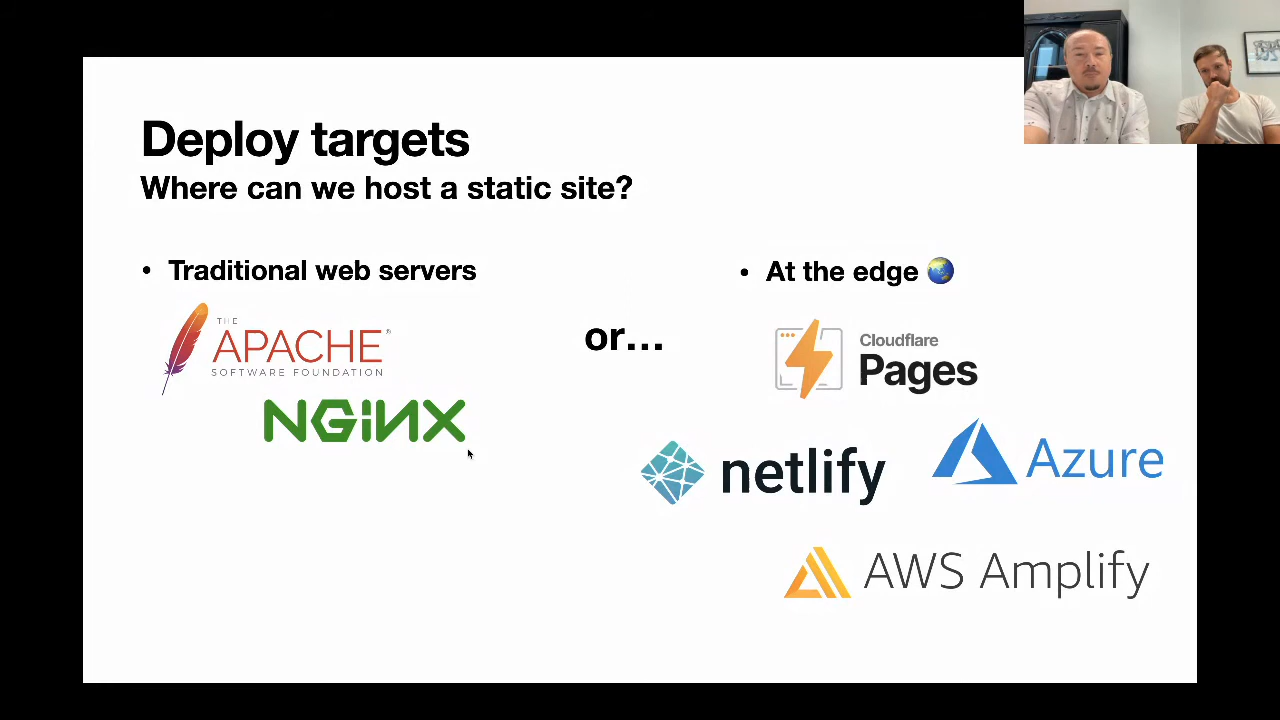 Deploy targets
Where can we host a static site?
• Traditional web servers
THE
APACHE®
SOFTWARE FOUNDATION
NGINX
or...
• At the edge 🌏
Cloudflare
Pages
netlify
Azure
AWS Amplify